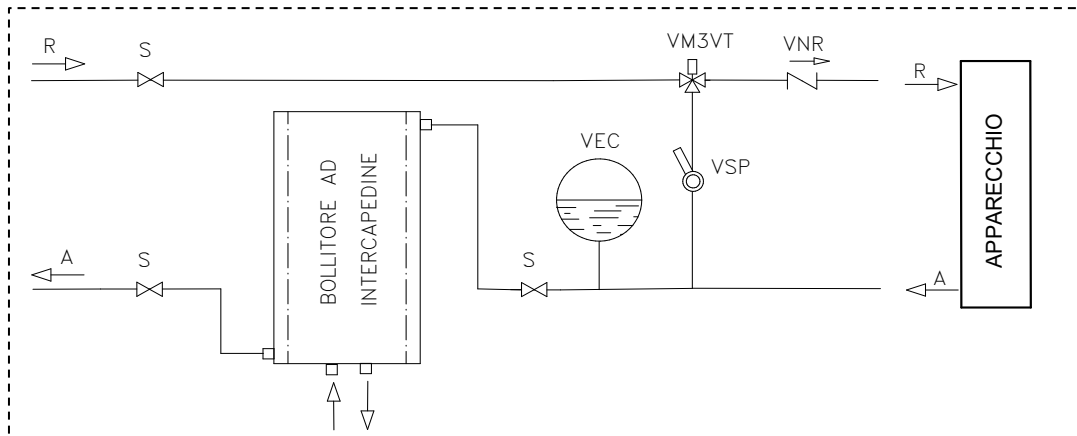 R
S
VM3VT
VNR
R
VEC
VSP
BOLLITORE AD
INTERCAPEDINE
APPARECCHIO
A
S
S
A